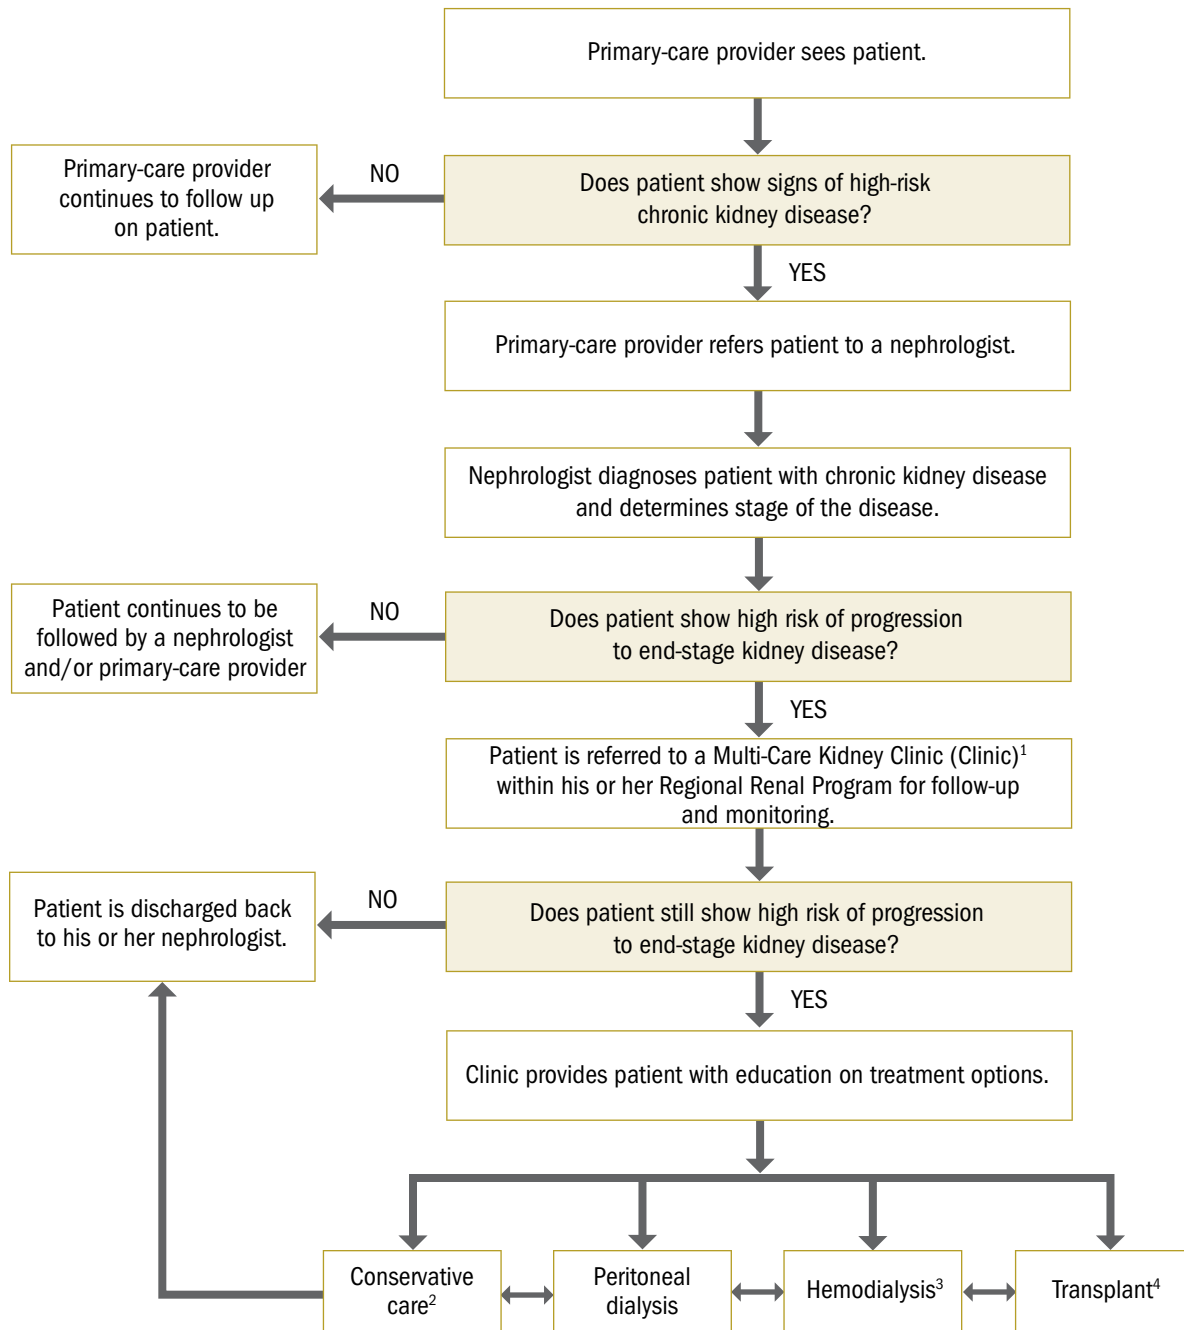 Primary-care provider sees patient.
Primary-care provider
continues to follow up
on patient.
NO
Does patient show signs of high-risk
chronic kidney disease?
YES
Primary-care provider refers patient to a nephrologist.
Nephrologist diagnoses patient with chronic kidney disease
and determines stage of the disease.
Patient continues to be
followed by a nephrologist
and/or primary-care provider
NO
Does patient show high risk of progression
to end-stage kidney disease?
YES
Patient is referred to a Multi-Care Kidney Clinic (Clinic)¹
within his or her Regional Renal Program for follow-up
and monitoring.
Patient is discharged back
to his or her nephrologist.
NO
Does patient still show high risk of progression
to end-stage kidney disease?
YES
Clinic provides patient with education on treatment options.
Conservative
care²
Peritoneal
dialysis
Hemodialysis³
Transplant⁴